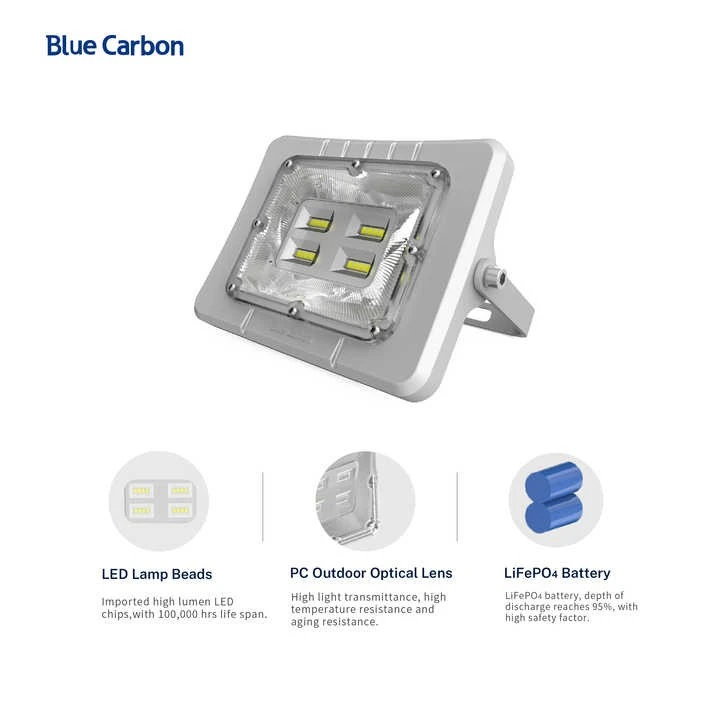 Blue Carbon
LED Lamp Beads
Imported high lumen LED
chips,with 100,000 hrs life span.
PC Outdoor Optical Lens
High light transmittance, high
temperature resistance and
aging resistance.
LiFePO₄ Battery
LiFePO₄ battery, depth of
discharge reaches 95%, with
high safety factor.